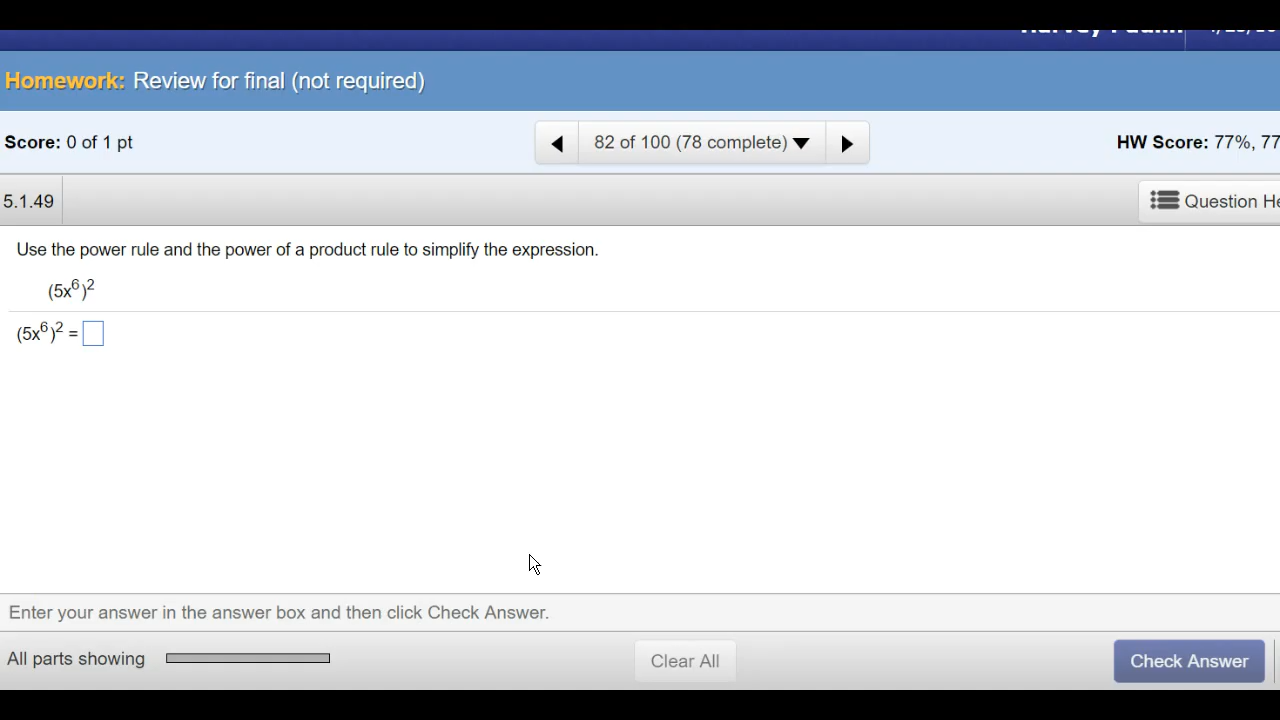 Homework: Review for final (not required)
Score: 0 of 1 pt
82 of 100 (78 complete)
HW Score: 77%, 77
5.1.49
Question He
Use the power rule and the power of a product rule to simplify the expression.
(5x⁶)²
(5x⁶)² =
Enter your answer in the answer box and then click Check Answer.
All parts showing
Clear All
Check Answer